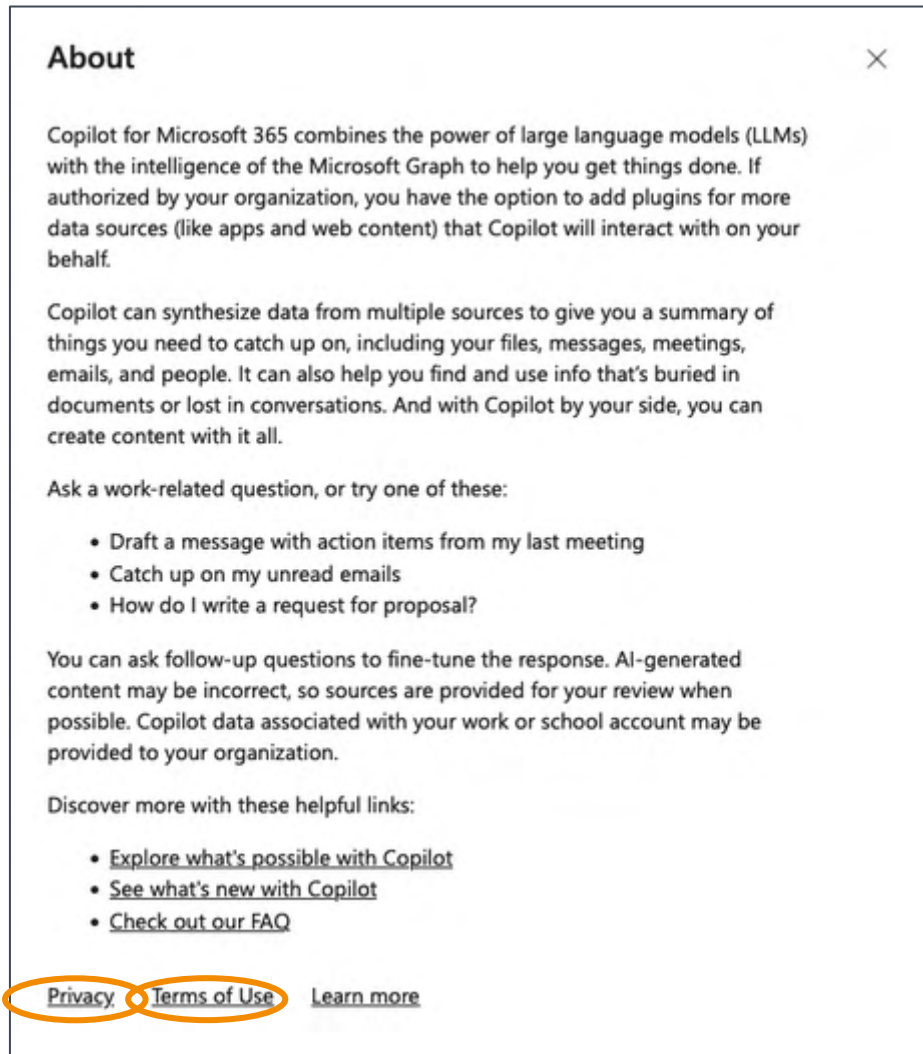 About
Copilot for Microsoft 365 combines the power of large language models (LLMs)
with the intelligence of the Microsoft Graph to help you get things done. If
authorized by your organization, you have the option to add plugins for more
data sources (like apps and web content) that Copilot will interact with on your
behalf.
Copilot can synthesize data from multiple sources to give you a summary of
things you need to catch up on, including your files, messages, meetings,
emails, and people. It can also help you find and use info that's buried in
documents or lost in conversations. And with Copilot by your side, you can
create content with it all.
Ask a work-related question, or try one of these:
• Draft a message with action items from my last meeting
• Catch up on my unread emails
• How do I write a request for proposal?
You can ask follow-up questions to fine-tune the response. AI-generated
content may be incorrect, so sources are provided for your review when
possible. Copilot data associated with your work or school account may be
provided to your organization.
Discover more with these helpful links:
• Explore what's possible with Copilot
• See what's new with Copilot
• Check out our FAQ
Privacy Terms of Use Learn more